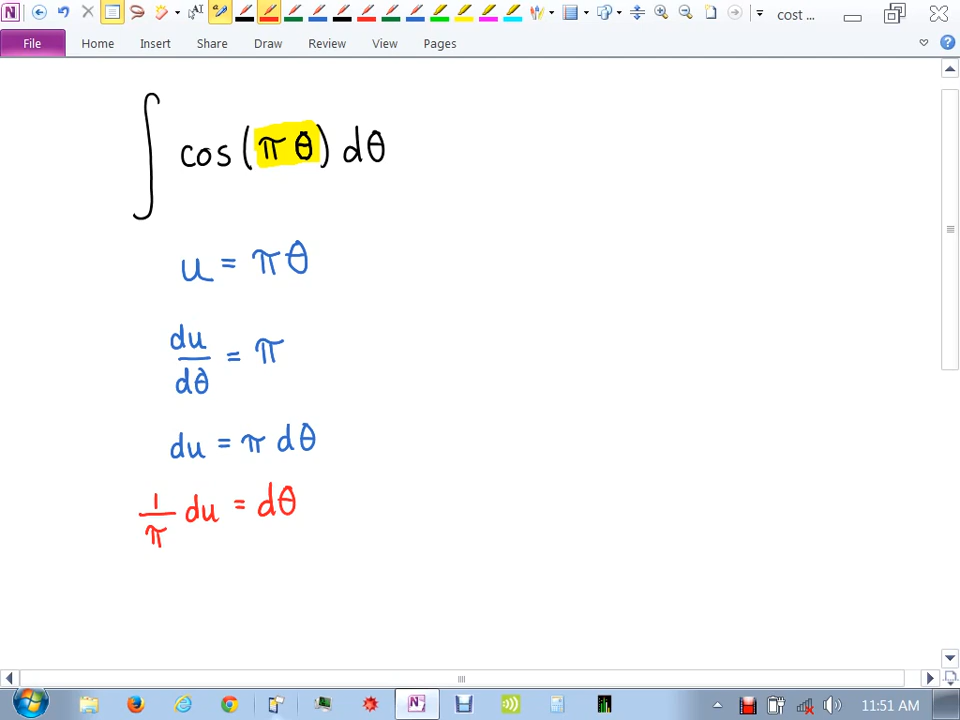 cost ...
File Home Insert Share Draw Review View Pages
∫ cos(πθ) dθ
u = πθ
du/dθ = π
du = π dθ
1/π du = dθ
11:51 AM